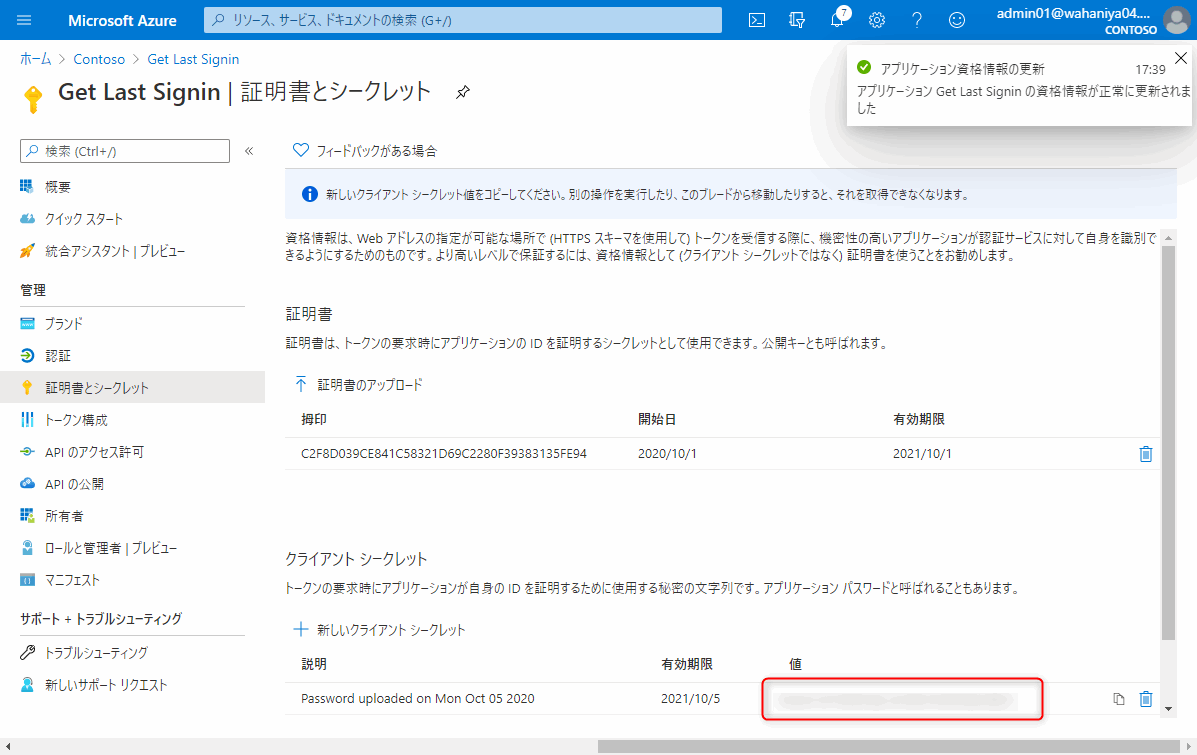 Microsoft Azure
リソース、サービス、ドキュメントの検索 (G+/)
7
admin01@wahaniya04....
CONTOSO
ホーム > Contoso > Get Last Signin
Get Last Signin | 証明書とシークレット
アプリケーション資格情報の更新
17:39
アプリケーション Get Last Signin の資格情報が正常に更新されま
した
検索 (Ctrl+/)
概要
クイック スタート
統合アシスタント | プレビュー
管理
ブランド
認証
証明書とシークレット
トークン構成
API のアクセス許可
API の公開
所有者
ロールと管理者 | プレビュー
マニフェスト
サポート + トラブルシューティング
トラブルシューティング
新しいサポート リクエスト
フィードバックがある場合
新しいクライアント シークレット値をコピーしてください。別の操作を実行したり、このブレードから移動したりすると、それを取得できなくなります。
資格情報は、Web アドレスの指定が可能な場所で (HTTPS スキーマを使用して) トークンを受信する際に、機密性の高いアプリケーションが認証サービスに対して自身を識別で
きるようにするためのものです。より高いレベルで保証するには、資格情報として (クライアント シークレットではなく) 証明書を使うことをお勧めします。
証明書
証明書は、トークンの要求時にアプリケーションの ID を証明するシークレットとして使用できます。公開キーとも呼ばれます。
証明書のアップロード
拇印 開始日 有効期限
C2F8D039CE841C58321D69C2280F39383135FE94 2020/10/1 2021/10/1
クライアント シークレット
トークンの要求時にアプリケーションが自身の ID を証明するために使用する秘密の文字列です。アプリケーション パスワードと呼ばれることもあります。
新しいクライアント シークレット
説明 有効期限 値
Password uploaded on Mon Oct 05 2020 2021/10/5